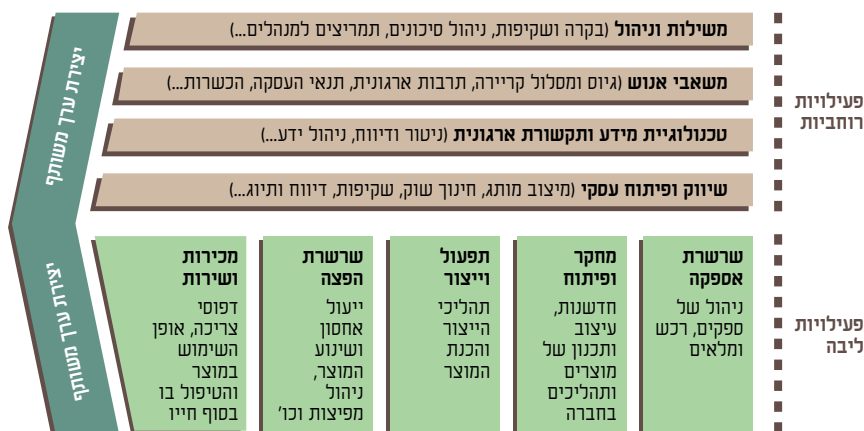 משילות וניהול (בקרה ושקיפות, ניהול סיכונים, תמריצים למנהלים...)
משאבי אנוש (גיוס ומסלול קריירה, תרבות ארגונית, תנאי העסקה, הכשרות...)
טכנולוגיית מידע ותקשורת ארגונית (ניטור ודיווח, ניהול ידע...)
שיווק ופיתוח עסקי (מיצוב מותג, חינוך שוק, שקיפות, דיווח ותיוג...)
פעילויות
רוחביות
יצירת ערך משותף
שרשרת
אספקה
ניהול של
ספקים, רכש
ומלאים
מחקר
ופיתוח
חדשנות,
עיצוב
ותכנון של
מוצרים
ותהליכים
בחברה
תפעול
וייצור
תהליכי
הייצור
והכנת
המוצר
שרשרת
הפצה
ייעול
אחסון
ושינוע
המוצר,
ניהול
מפיצות וכו'
מכירות
ושירות
דפוסי
צריכה, אופן
השימוש
במוצר
והטיפול בו
בסוף חייו
פעילויות
ליבה
יצירת ערך משותף